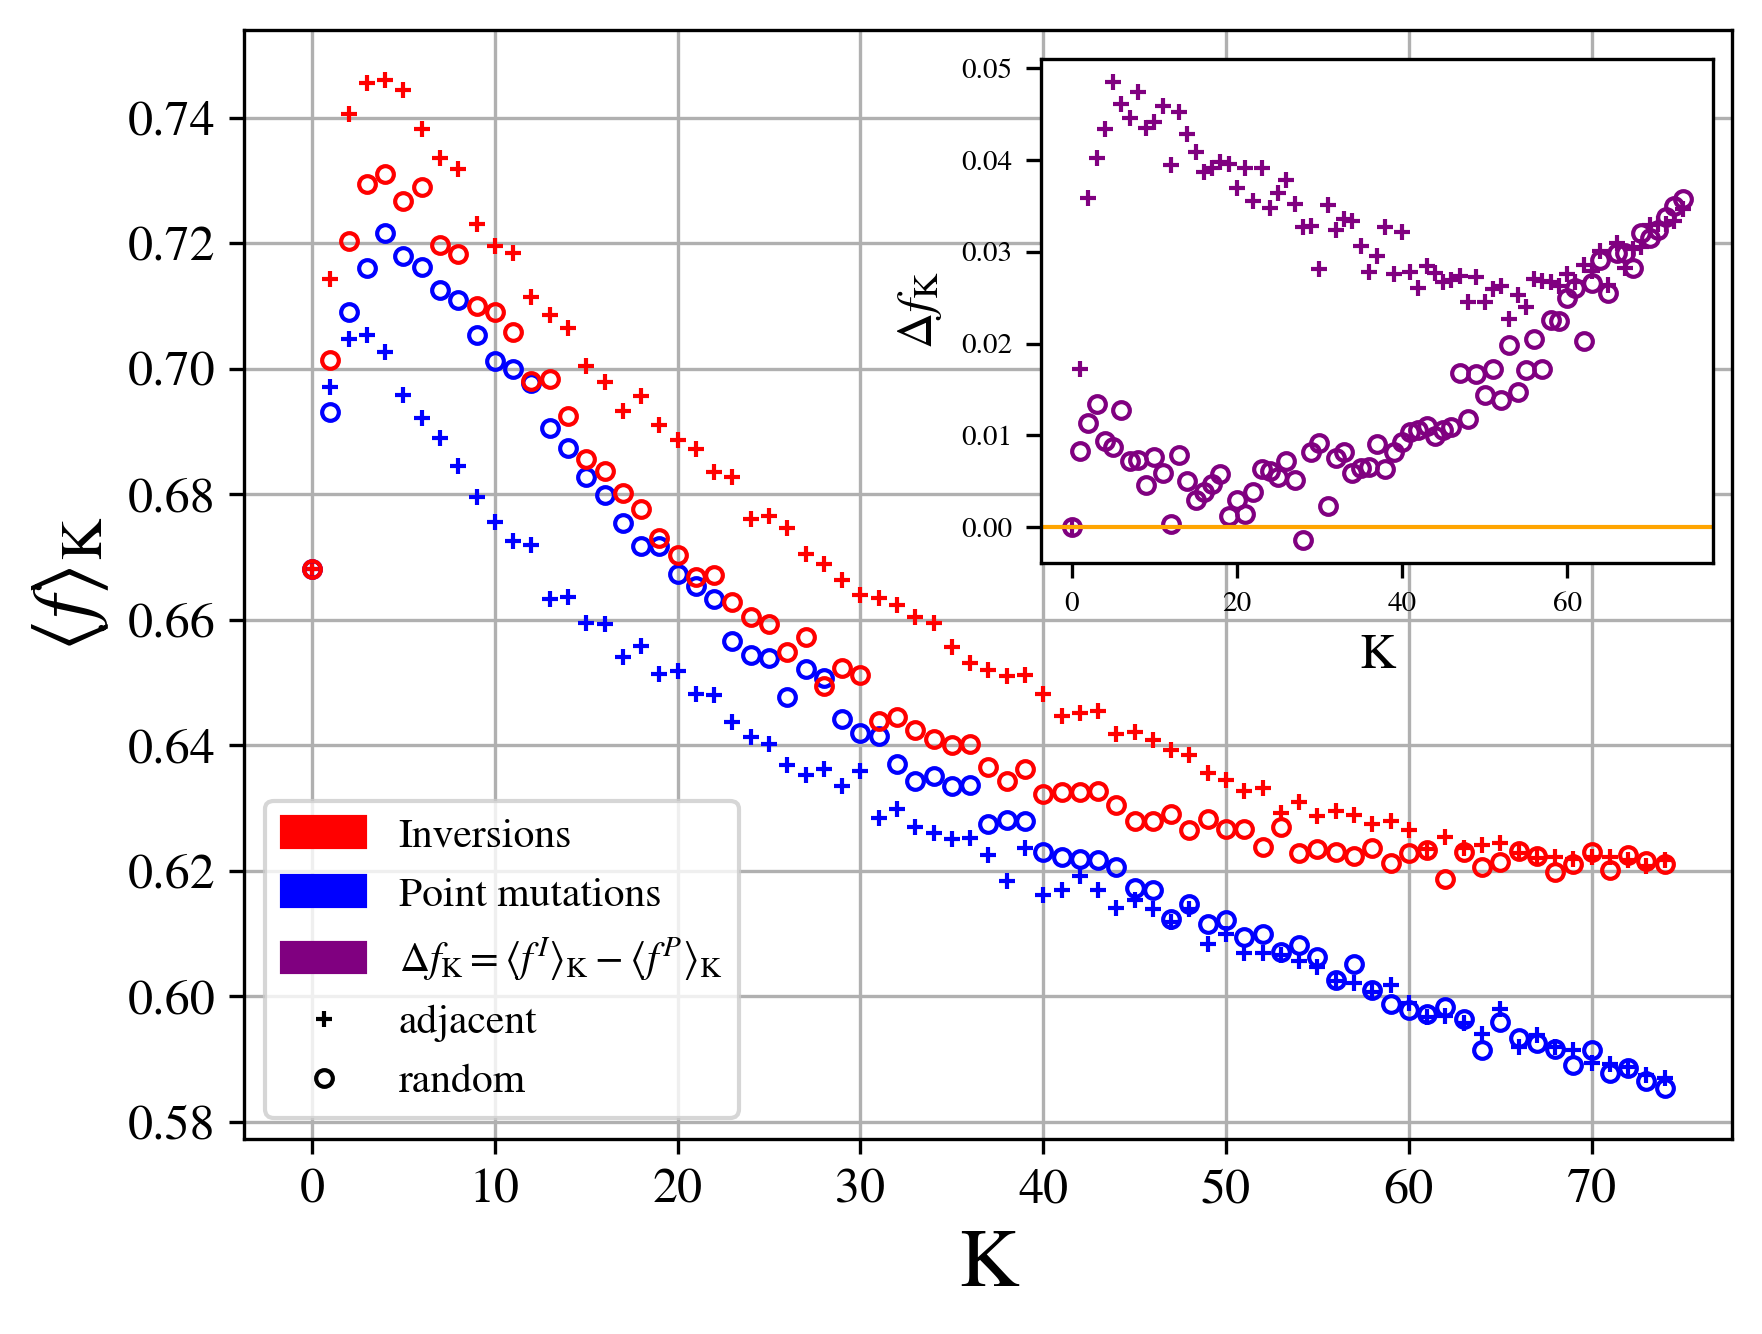 0.74
0.72
0.70
0.68
0.66
0.64
0.62
0.60
0.58
⟨f⟩K
0 10 20 30 40 50 60 70
K
0.05
0.04
0.03
0.02
0.01
0.00
ΔfK
0 20 40 60
K
Inversions
Point mutations
ΔfK = ⟨f^I⟩K − ⟨f^P⟩K
adjacent
random